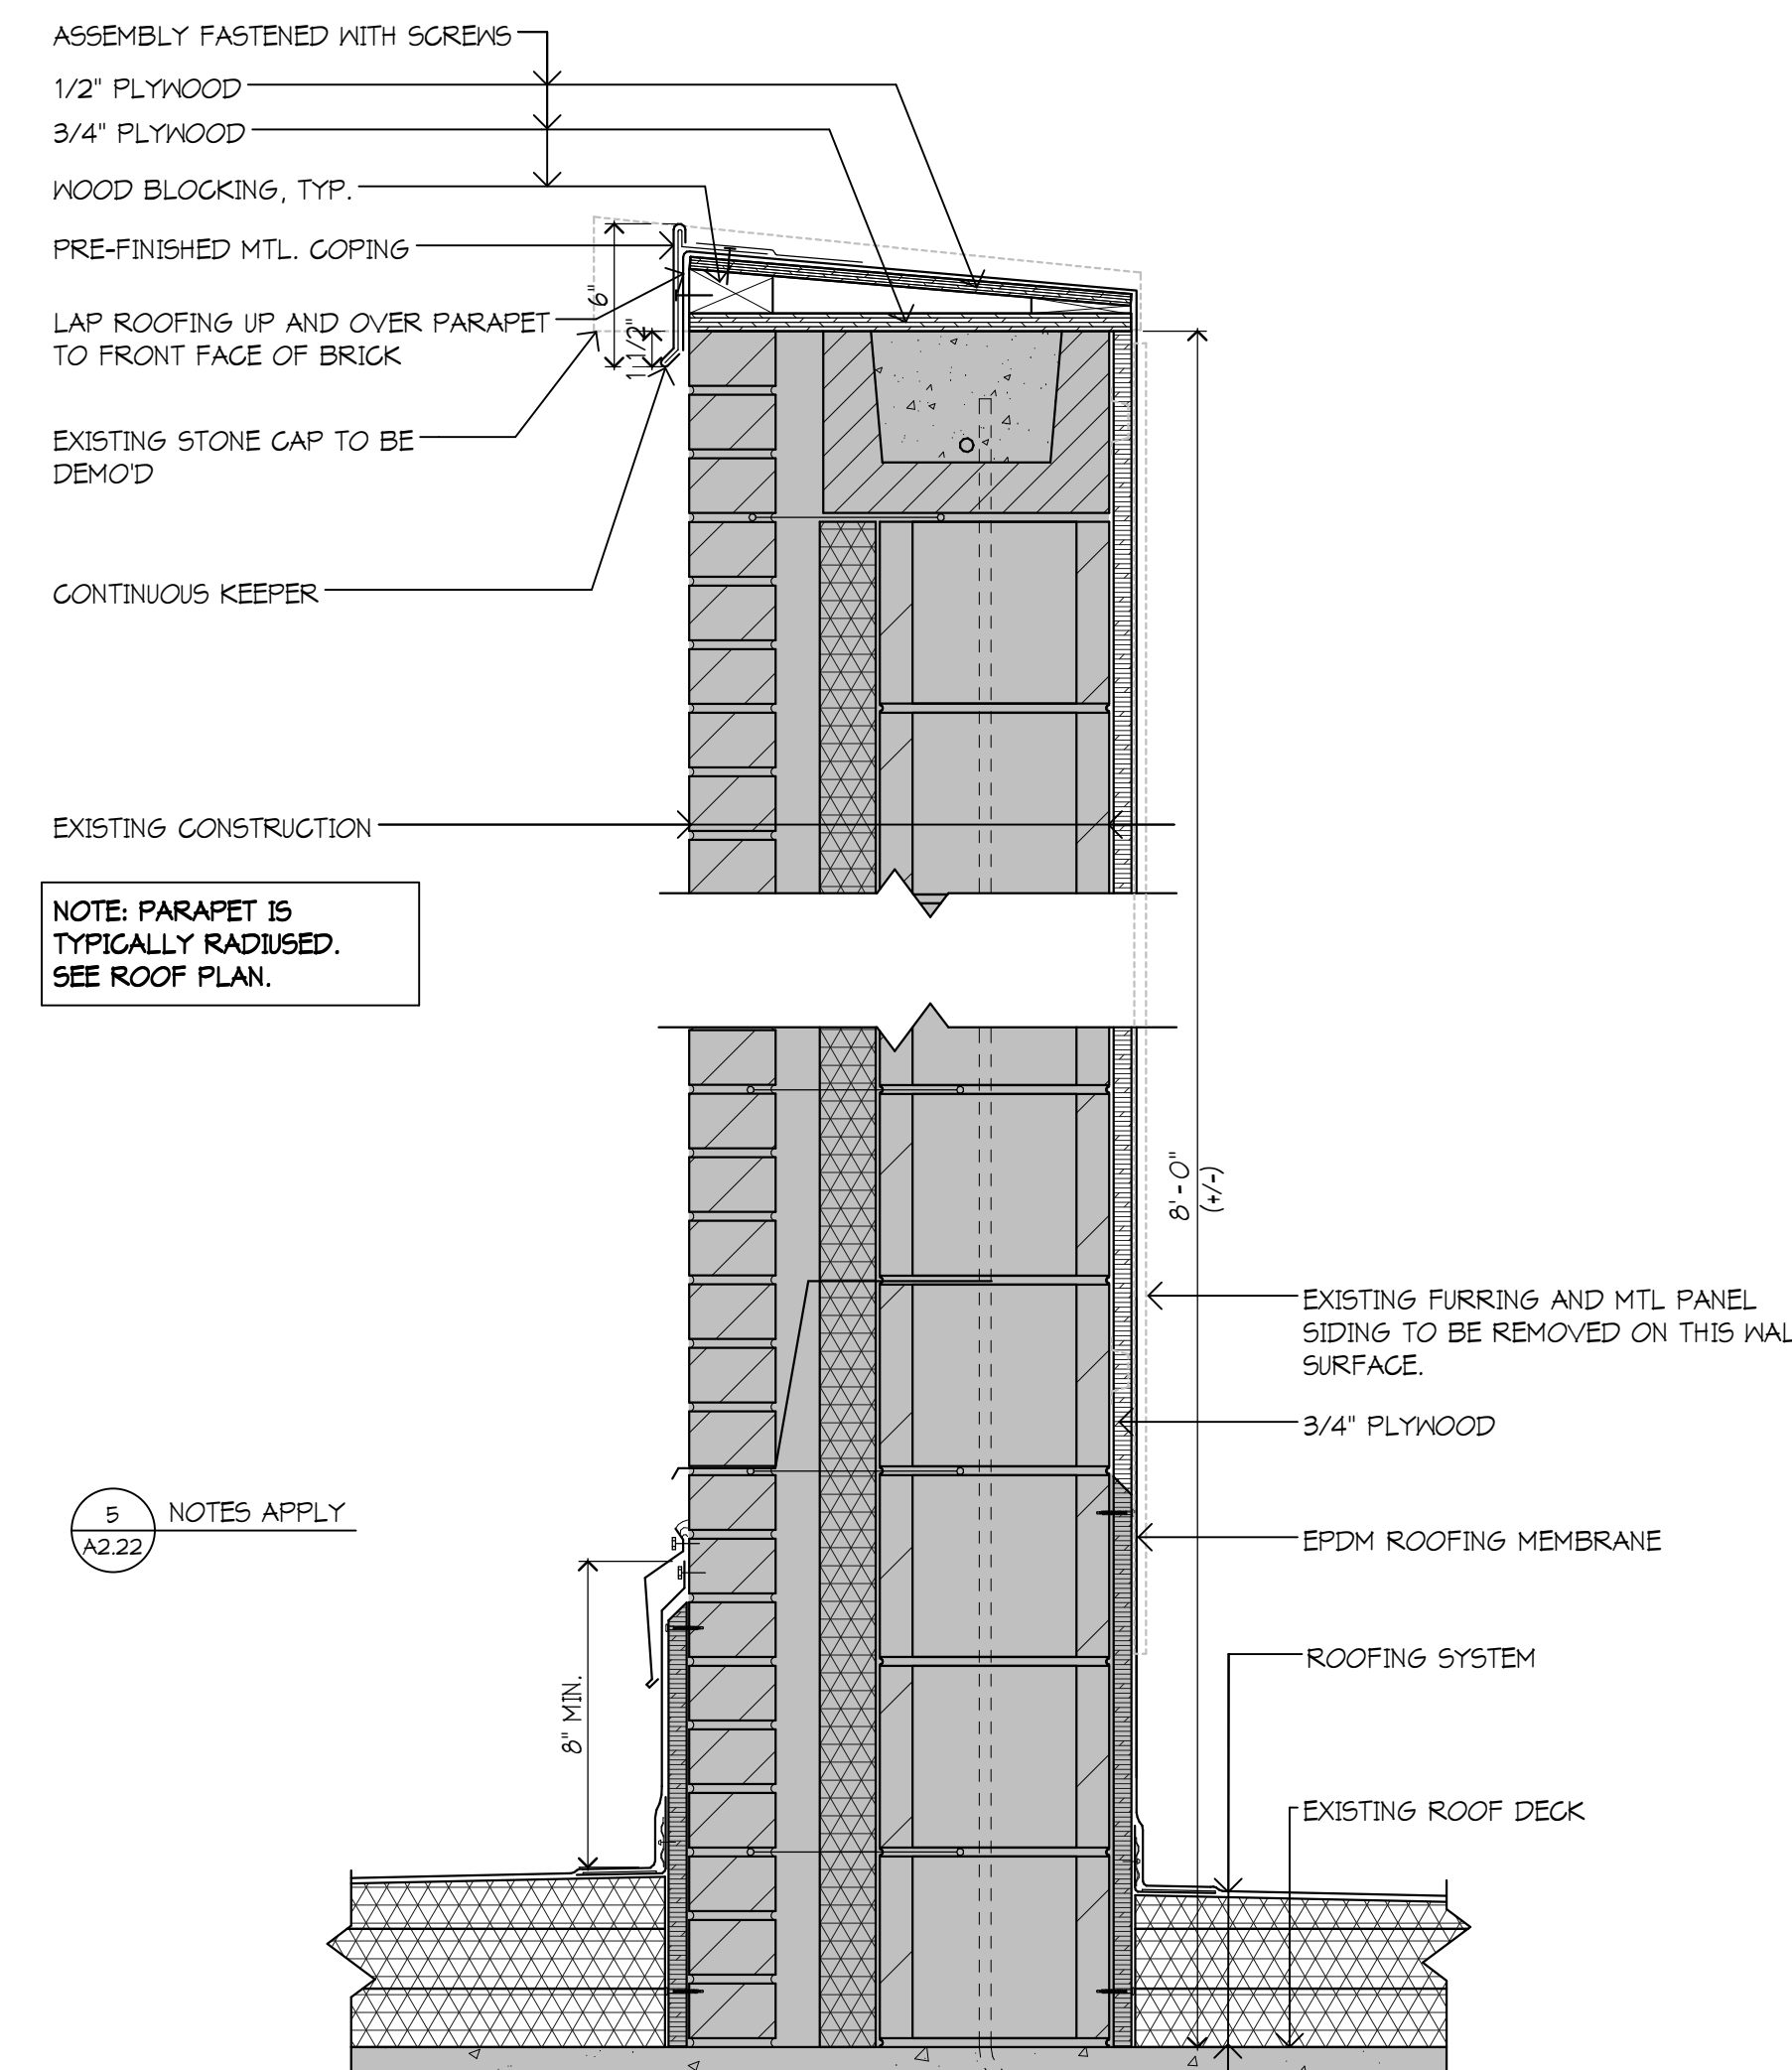 ASSEMBLY FASTENED WITH SCREWS
1/2" PLYWOOD
3/4" PLYWOOD
WOOD BLOCKING, TYP.
PRE-FINISHED MTL. COPING
LAP ROOFING UP AND OVER PARAPET
TO FRONT FACE OF BRICK
EXISTING STONE CAP TO BE
DEMO'D
CONTINUOUS KEEPER
6"
1 1/2"
EXISTING CONSTRUCTION
NOTE: PARAPET IS
TYPICALLY RADIUSED.
SEE ROOF PLAN.
8'-0"
(+/-)
EXISTING FURRING AND MTL PANEL
SIDING TO BE REMOVED ON THIS WAL
SURFACE.
3/4" PLYWOOD
5
A2.22
NOTES APPLY
EPDM ROOFING MEMBRANE
8" MIN.
ROOFING SYSTEM
EXISTING ROOF DECK